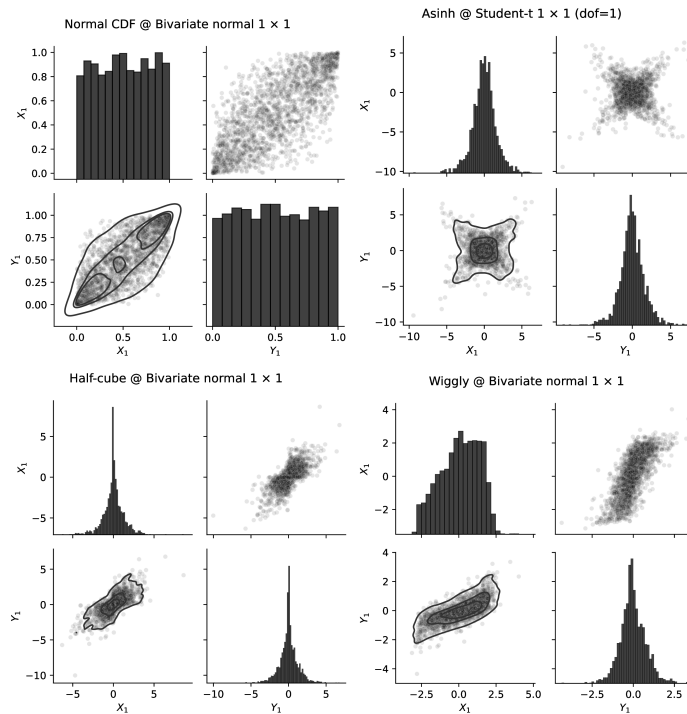 Normal CDF @ Bivariate normal 1 × 1
1.0
0.8
0.6
0.4
0.2
0.0
X₁
1.00
0.75
0.50
0.25
0.00
Y₁
0.0 0.5 1.0
X₁
0.0 0.5 1.0
Y₁
Asinh @ Student-t 1 × 1 (dof=1)
5
0
−5
−10
X₁
5
0
−5
−10
Y₁
−10 −5 0 5
X₁
−5 0 5
Y₁
Half-cube @ Bivariate normal 1 × 1
5
0
−5
X₁
5
0
−5
−10
Y₁
−5 0 5
X₁
−10 −5 0 5
Y₁
Wiggly @ Bivariate normal 1 × 1
4
2
0
−2
X₁
4
2
0
−2
−4
Y₁
−2.5 0.0 2.5 5.0
X₁
−2.5 0.0 2.5
Y₁